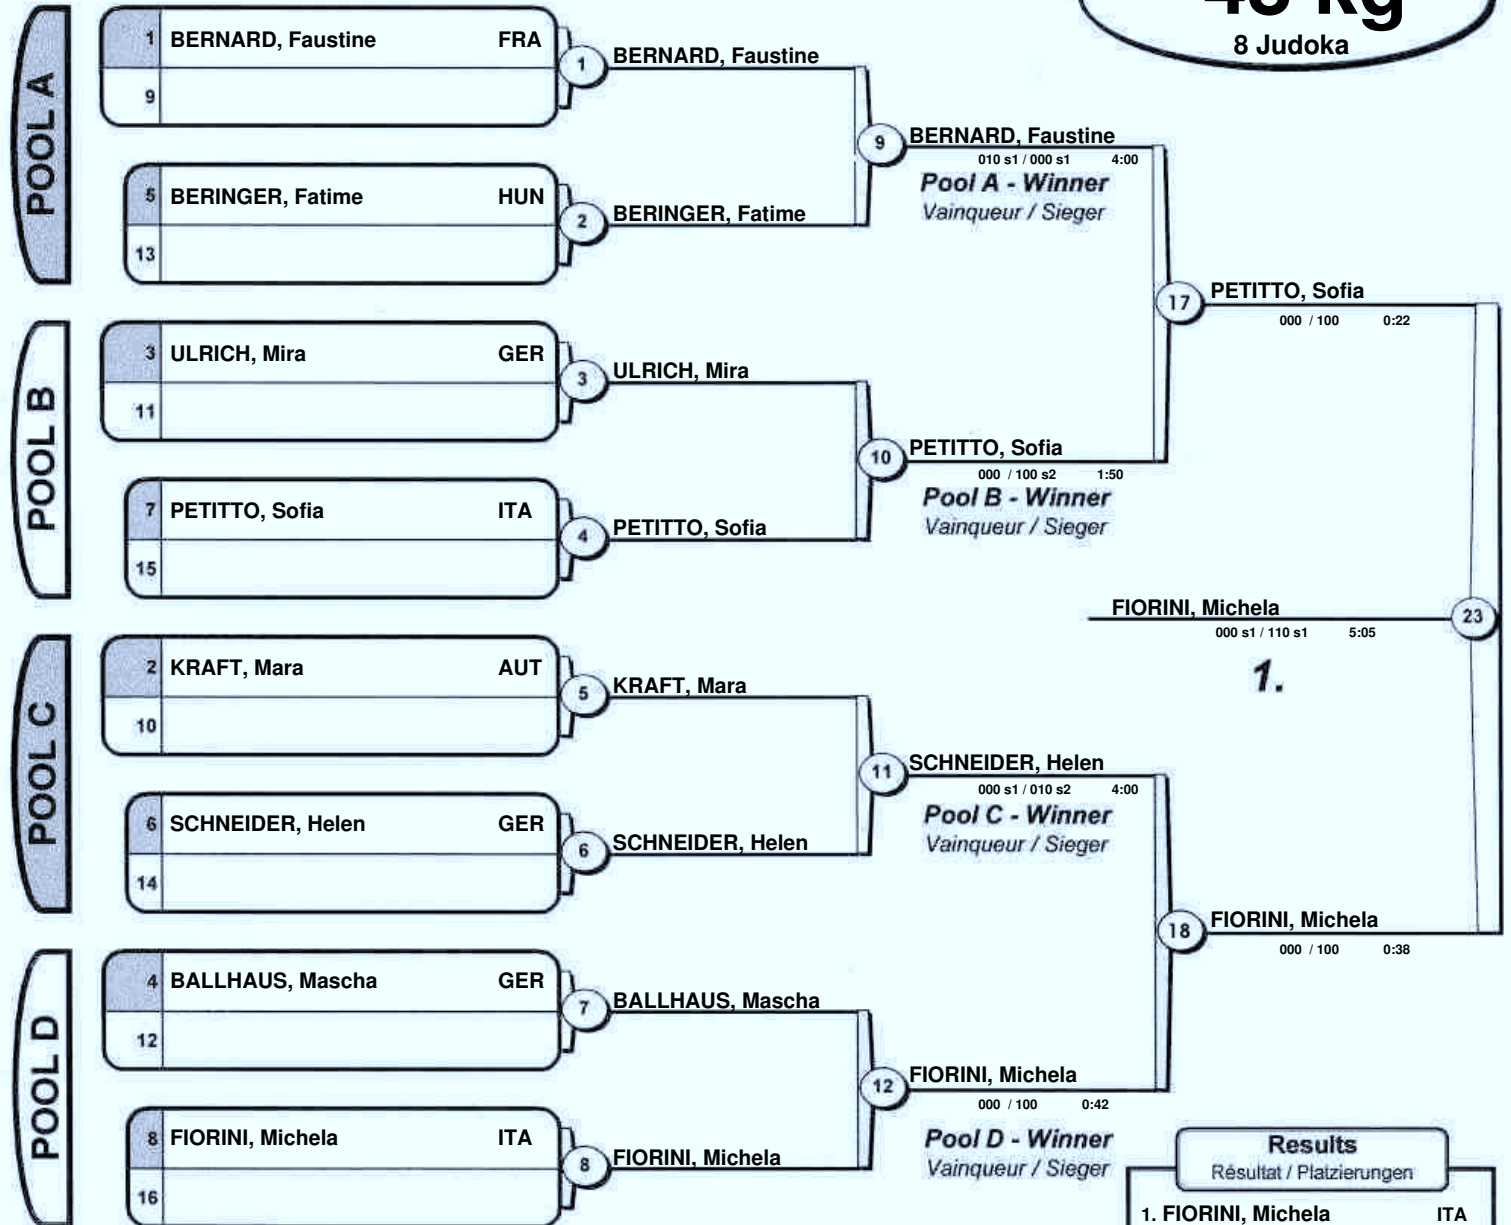 48 kg
8 Judoka
POOL A
1 BERNARD, Faustine FRA
9
1 BERNARD, Faustine
5 BERINGER, Fatime HUN
13
2 BERINGER, Fatime
9 BERNARD, Faustine
010 s1 / 000 s1 4:00
Pool A - Winner
Vainqueur / Sieger
POOL B
3 ULRICH, Mira GER
11
3 ULRICH, Mira
7 PETITTO, Sofia ITA
15
4 PETITTO, Sofia
10 PETITTO, Sofia
000 / 100 s2 1:50
Pool B - Winner
Vainqueur / Sieger
17 PETITTO, Sofia
000 / 100 0:22
FIORINI, Michela 23
000 s1 / 110 s1 5:05
1.
POOL C
2 KRAFT, Mara AUT
10
5 KRAFT, Mara
6 SCHNEIDER, Helen GER
14
6 SCHNEIDER, Helen
11 SCHNEIDER, Helen
000 s1 / 010 s2 4:00
Pool C - Winner
Vainqueur / Sieger
18 FIORINI, Michela
000 / 100 0:38
POOL D
4 BALLHAUS, Mascha GER
12
7 BALLHAUS, Mascha
8 FIORINI, Michela ITA
16
8 FIORINI, Michela
12 FIORINI, Michela
000 / 100 0:42
Pool D - Winner
Vainqueur / Sieger
Results
Résultat / Platzierungen
1. FIORINI, Michela ITA